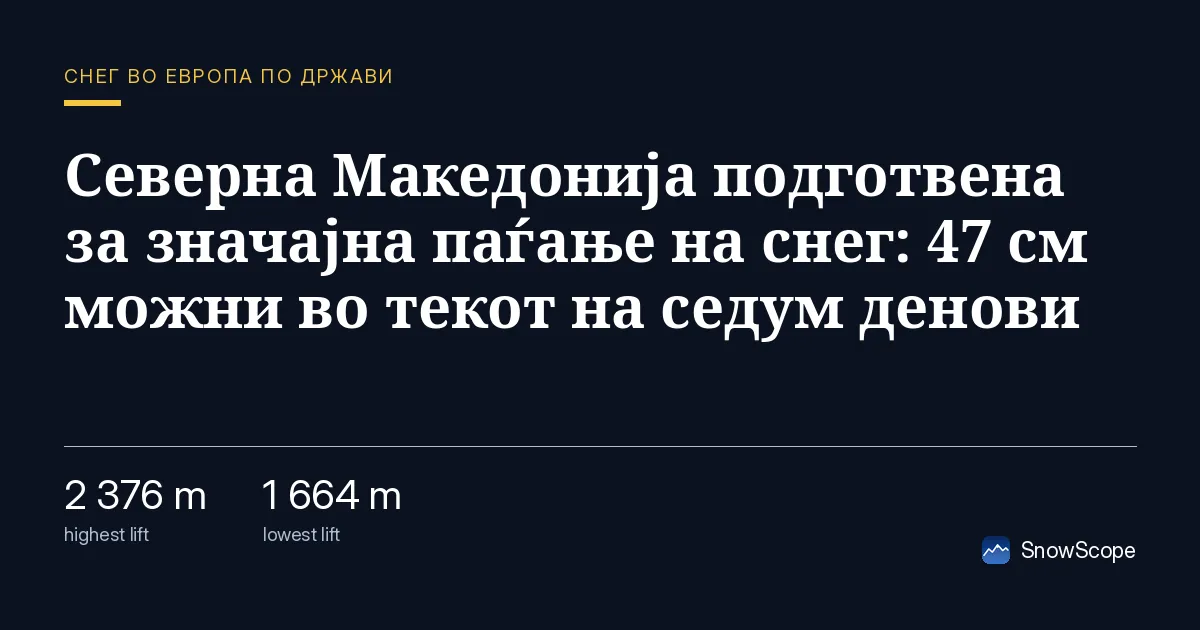 СНЕГ ВО ЕВРОПА ПО ДРЖАВИ
Северна Македонија подготвена
за значајна паѓање на снег: 47 см
можни во текот на седум денови
2 376 m
highest lift
1 664 m
lowest lift
SnowScope